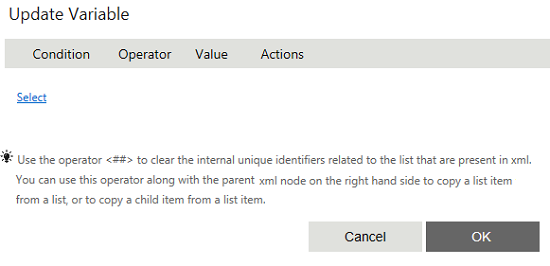 Update Variable
Condition Operator Value Actions
Select
Use the operator <##> to clear the internal unique identifiers related to the list that are present in xml.
You can use this operator along with the parent xml node on the right hand side to copy a list item
from a list, or to copy a child item from a list item.
Cancel OK